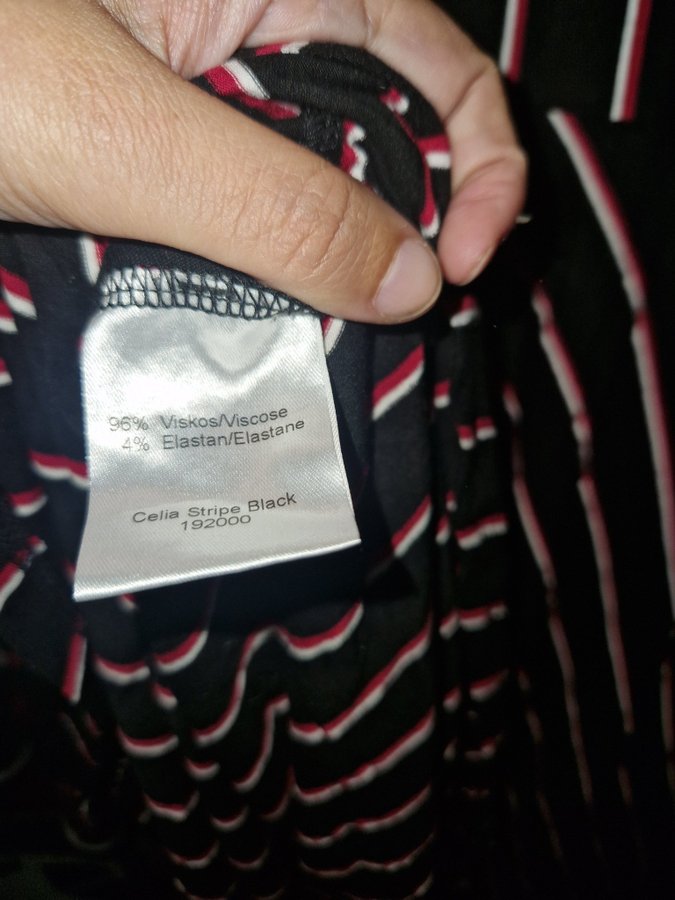 96% Viskos/Viscose
4% Elastan/Elastane
Celia Stripe Black
192000